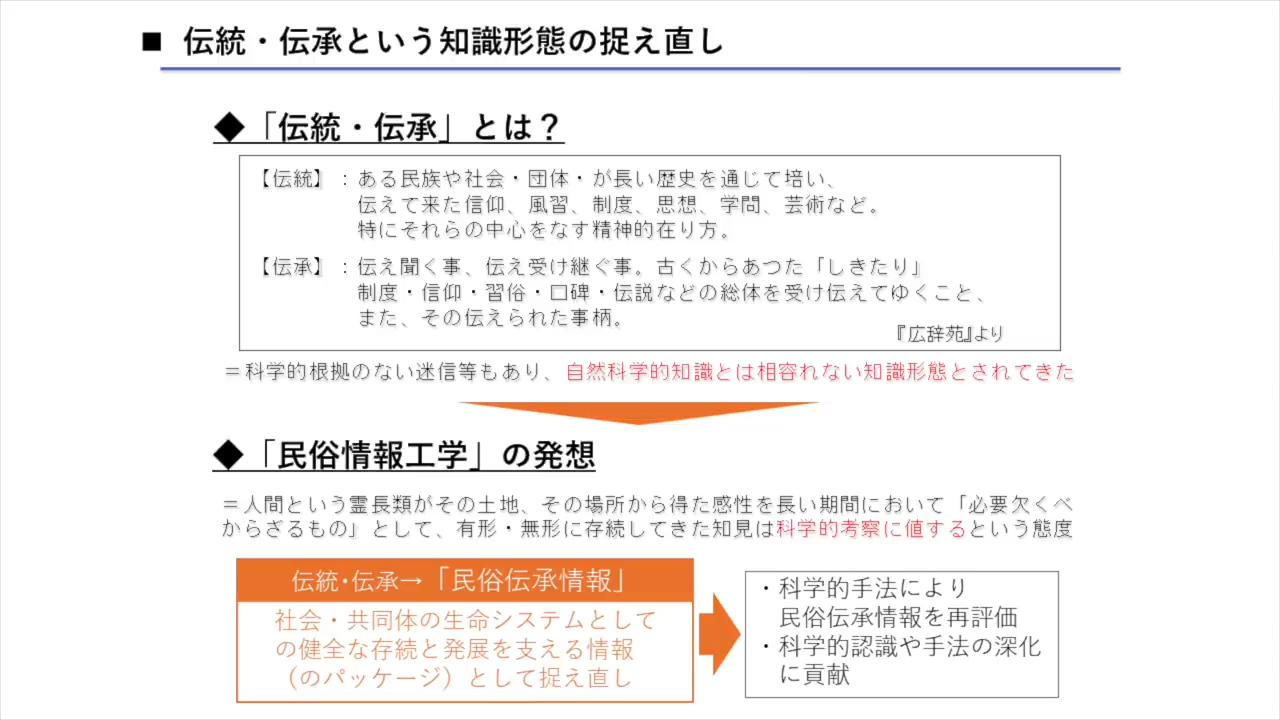 ■ 伝統・伝承という知識形態の捉え直し
◆「伝統・伝承」とは？
【伝統】：ある民族や社会・団体・が長い歴史を通じて培い、
伝えて来た信仰、風習、制度、思想、学問、芸術など。
特にそれらの中心をなす精神的在り方。
【伝承】：伝え聞く事、伝え受け継ぐ事。古くからあつた「しきたり」
制度・信仰・習俗・口碑・伝説などの総体を受け伝えてゆくこと、
また、その伝えられた事柄。
『広辞苑』より
＝科学的根拠のない迷信等もあり、自然科学的知識とは相容れない知識形態とされてきた
◆「民俗情報工学」の発想
＝人間という霊長類がその土地、その場所から得た感性を長い期間において「必要欠くべ
からざるもの」として、有形・無形に存続してきた知見は科学的考察に値するという態度
伝統・伝承→「民俗伝承情報」
社会・共同体の生命システムとして
の健全な存続と発展を支える情報
（のパッケージ）として捉え直し
・科学的手法により
民俗伝承情報を再評価
・科学的認識や手法の深化
に貢献